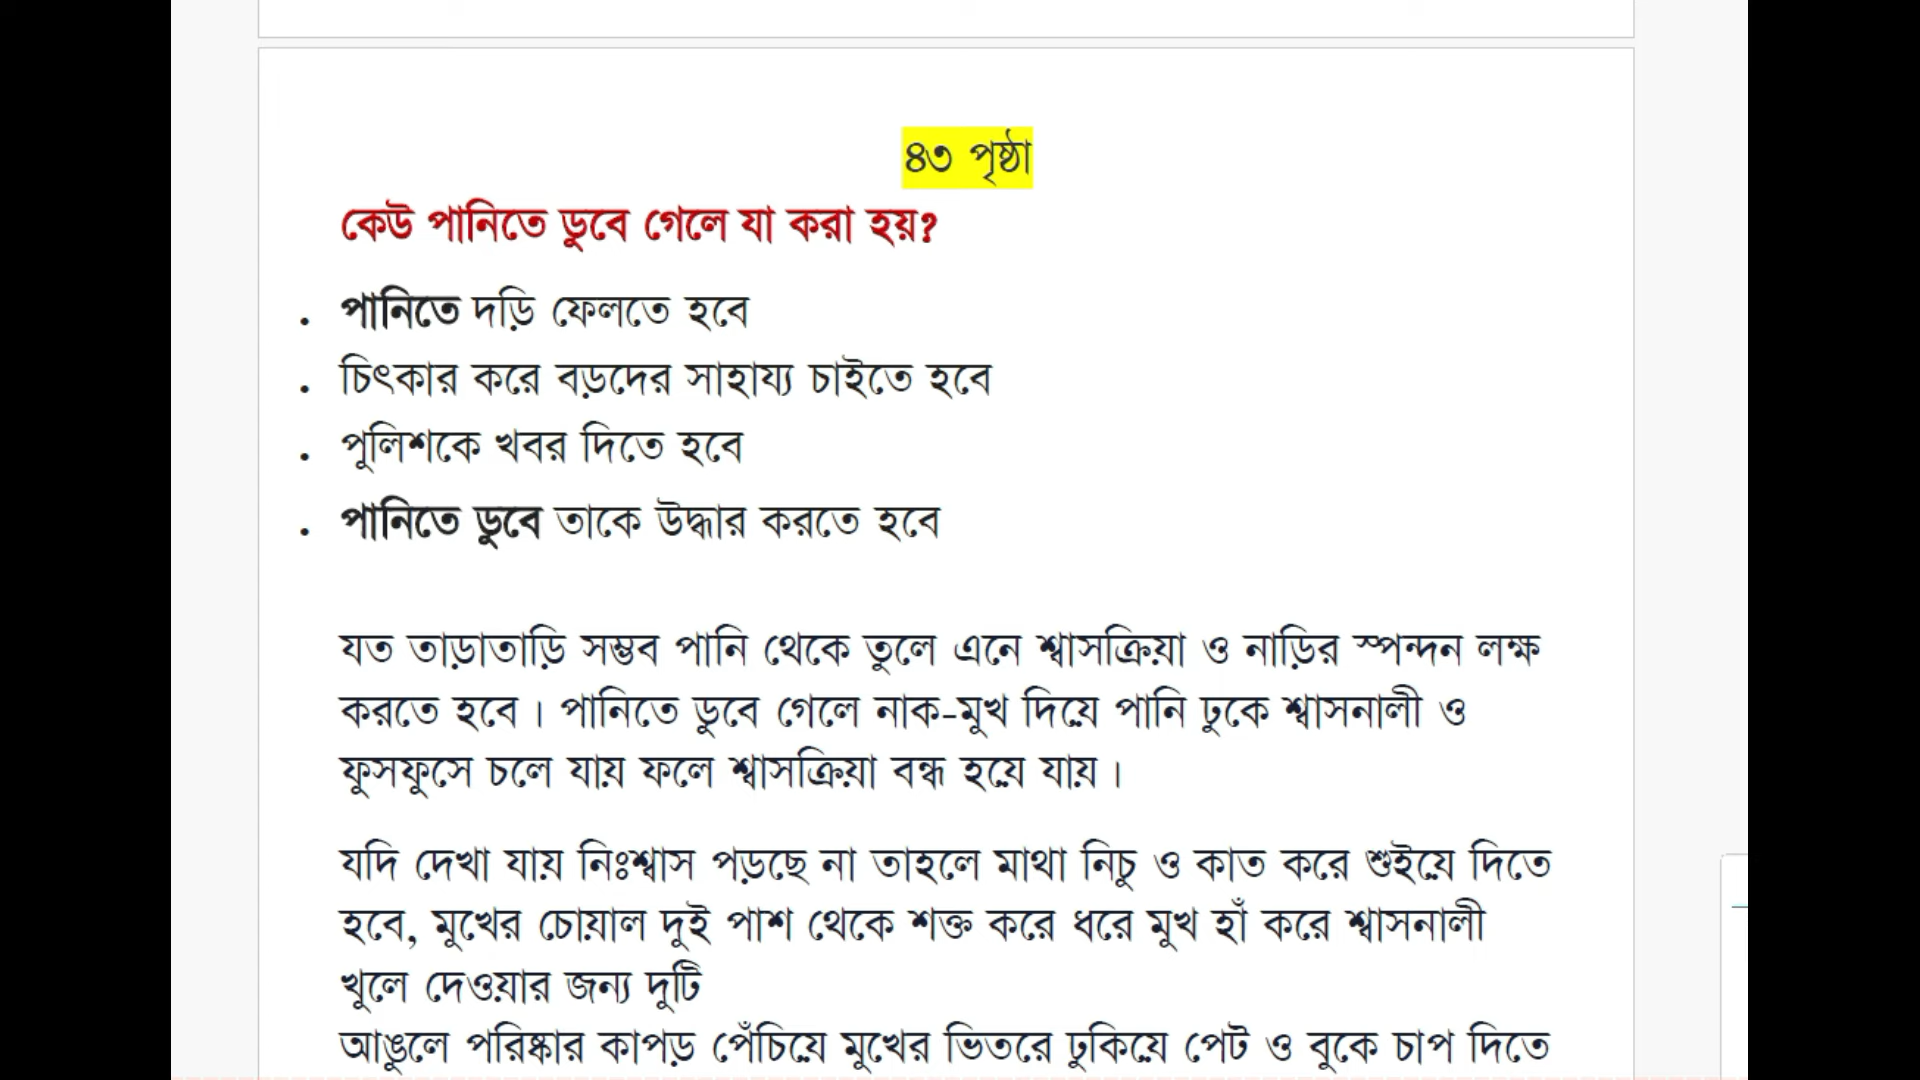 ৪৩ পৃষ্ঠা
কেউ পানিতে ডুবে গেলে যা করা হয়?
. পানিতে দড়ি ফেলতে হবে
. চিৎকার করে বড়দের সাহায্য চাইতে হবে
. পুলিশকে খবর দিতে হবে
. পানিতে ডুবে তাকে উদ্ধার করতে হবে
যত তাড়াতাড়ি সম্ভব পানি থেকে তুলে এনে শ্বাসক্রিয়া ও নাড়ির স্পন্দন লক্ষ
করতে হবে। পানিতে ডুবে গেলে নাক-মুখ দিয়ে পানি ঢুকে শ্বাসনালী ও
ফুসফুসে চলে যায় ফলে শ্বাসক্রিয়া বন্ধ হয়ে যায়।
যদি দেখা যায় নিঃশ্বাস পড়ছে না তাহলে মাথা নিচু ও কাত করে শুইয়ে দিতে
হবে, মুখের চোয়াল দুই পাশ থেকে শক্ত করে ধরে মুখ হাঁ করে শ্বাসনালী
খুলে দেওয়ার জন্য দুটি
আঙুলে পরিষ্কার কাপড় পেঁচিয়ে মুখের ভিতরে ঢুকিয়ে পেট ও বুকে চাপ দিতে